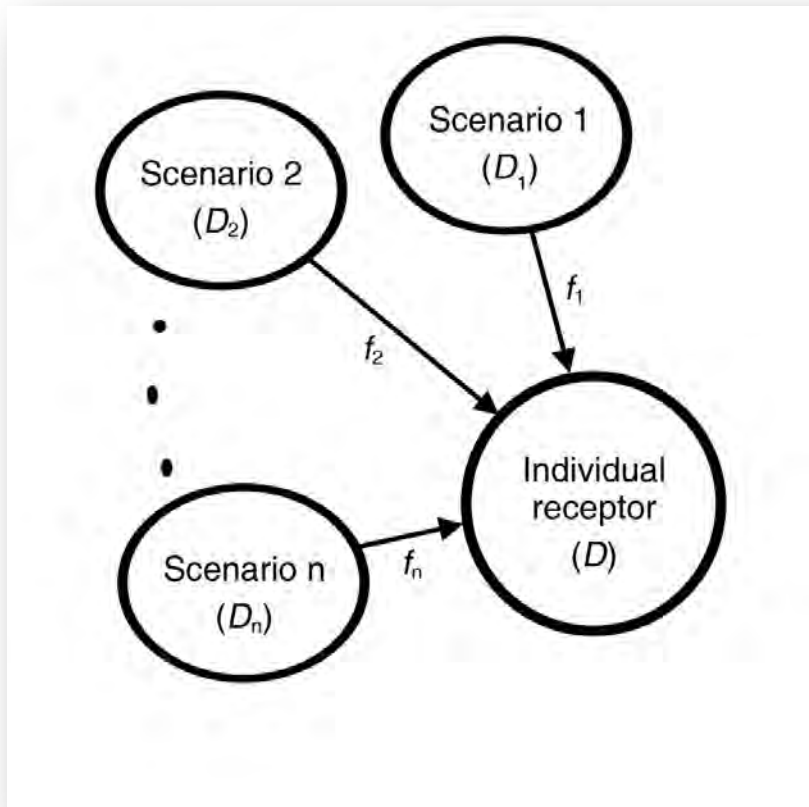 Scenario 1
(D₁)
Scenario 2
(D₂)
f₁
f₂
Individual
receptor
(D)
Scenario n
(Dₙ)
fₙ